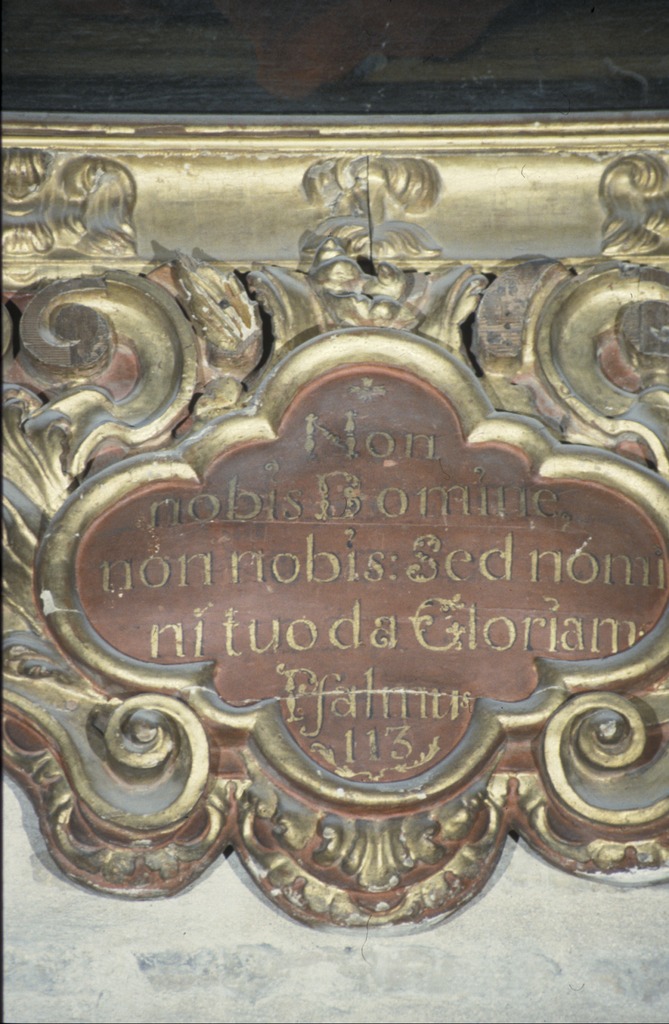 Non
nobis Domine,
non nobis: Sed nomi
ni tuo da Gloriam.
Psalmus
113.